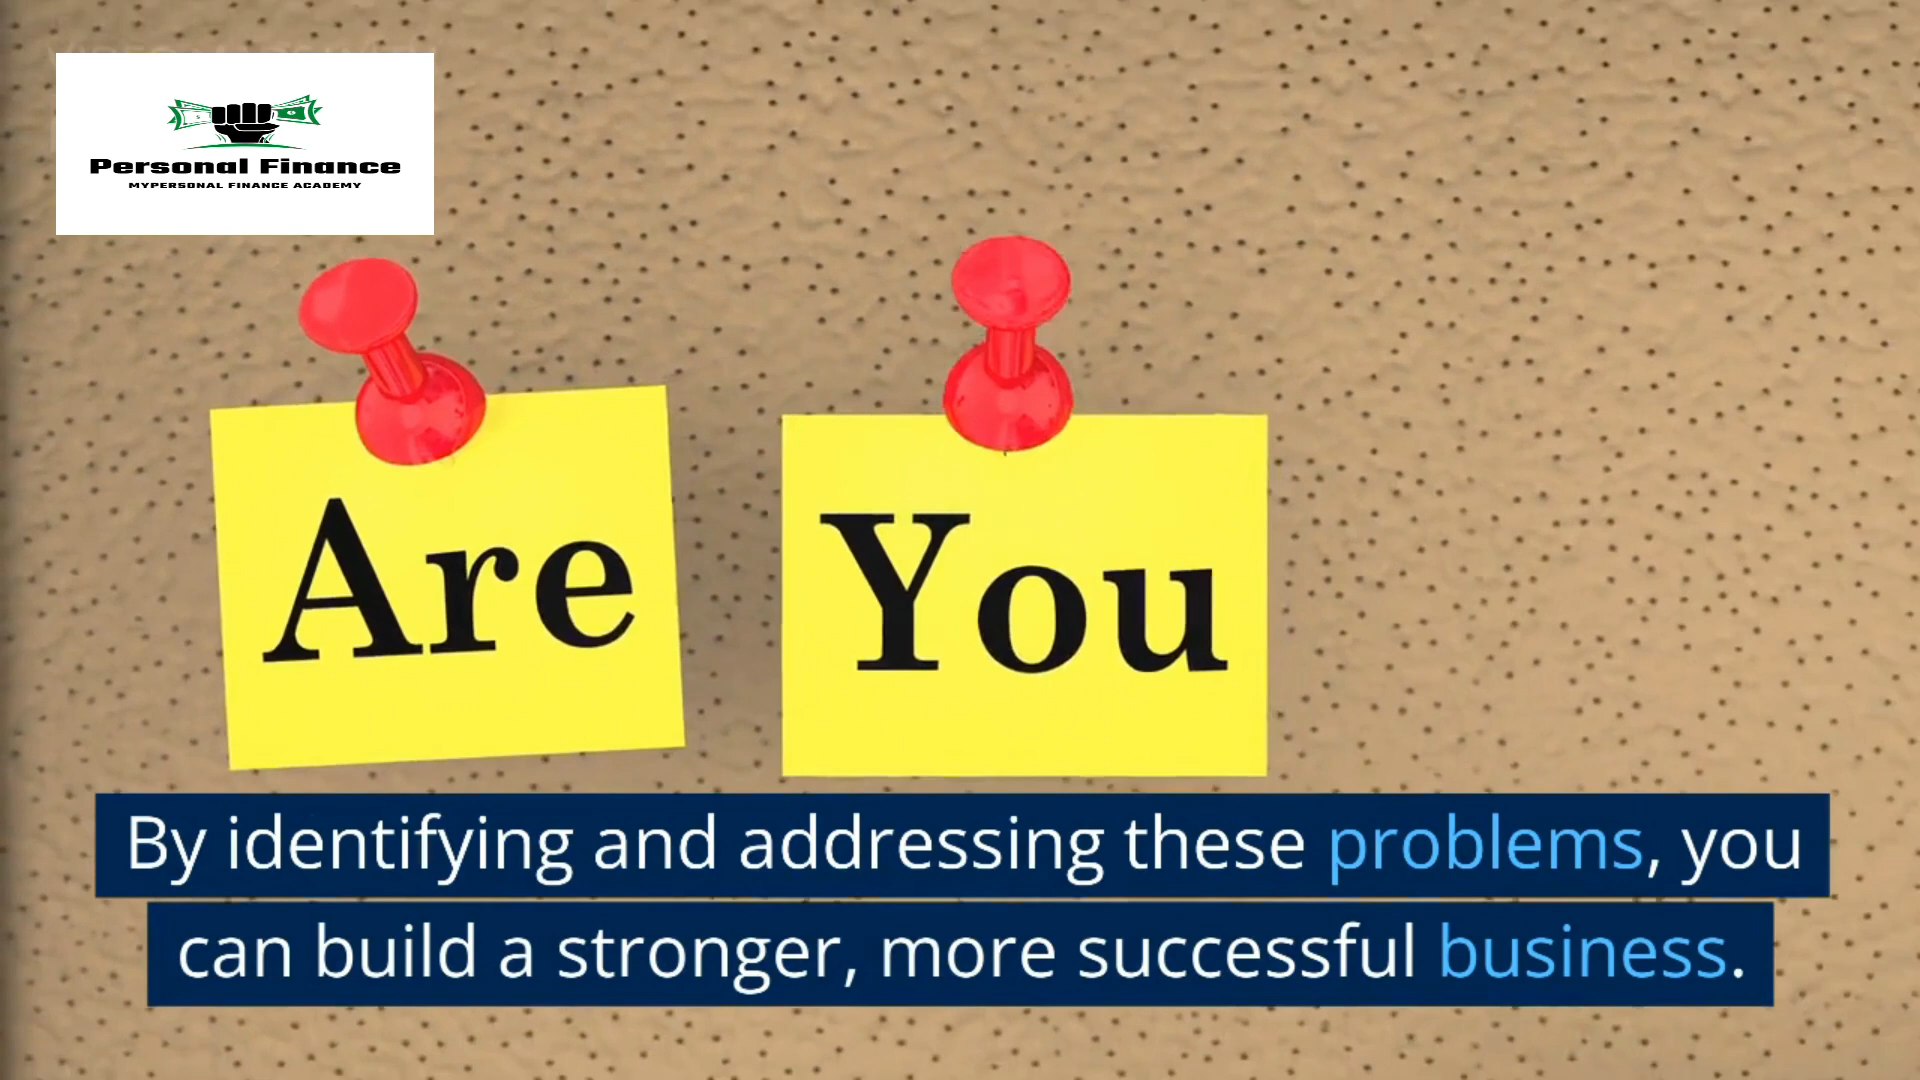 Personal Finance
MYPERSONAL FINANCE ACADEMY
Are
You
By identifying and addressing these problems, you
can build a stronger, more successful business.